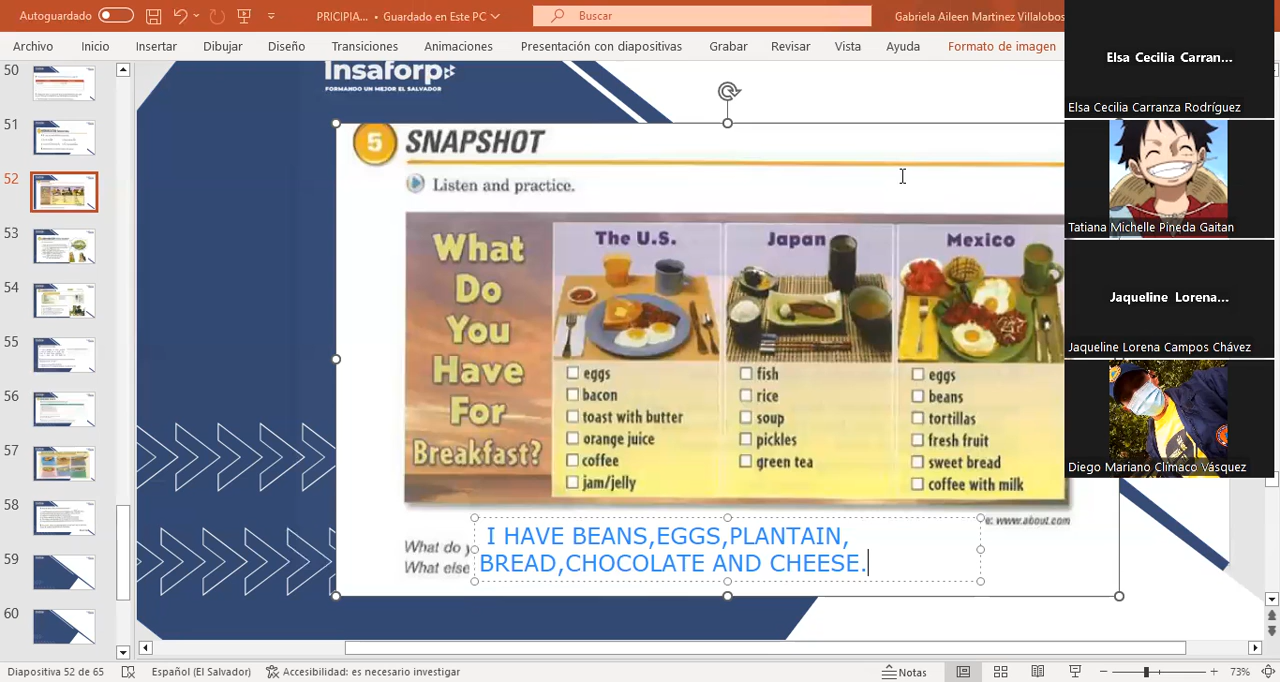 Autoguardado
PRICIPIA... • Guardado en Este PC
Buscar
Gabriela Aileen Martinez Villalobos
Archivo Inicio Insertar Dibujar Diseño Transiciones Animaciones Presentación con diapositivas Grabar Revisar Vista Ayuda Formato de imagen
50
51
52
53
54
55
56
57
58
59
60
Insaforp
FORMANDO UN MEJOR EL SALVADOR
5 SNAPSHOT
Listen and practice.
What
Do
You
Have
For
Breakfast?
The U.S.
eggs
bacon
toast with butter
orange juice
coffee
jam/jelly
Japan
fish
rice
soup
pickles
green tea
Mexico
eggs
beans
tortillas
fresh fruit
sweet bread
coffee with milk
e: www.about.com
What do y
What else
I HAVE BEANS,EGGS,PLANTAIN,
BREAD,CHOCOLATE AND CHEESE.
Elsa Cecilia Carran...
Elsa Cecilia Carranza Rodríguez
Tatiana Michelle Pineda Gaitan
Jaqueline Lorena...
Jaqueline Lorena Campos Chávez
Diego Mariano Climaco Vásquez
Diapositiva 52 de 65
Español (El Salvador)
Accesibilidad: es necesario investigar
Notas
73%